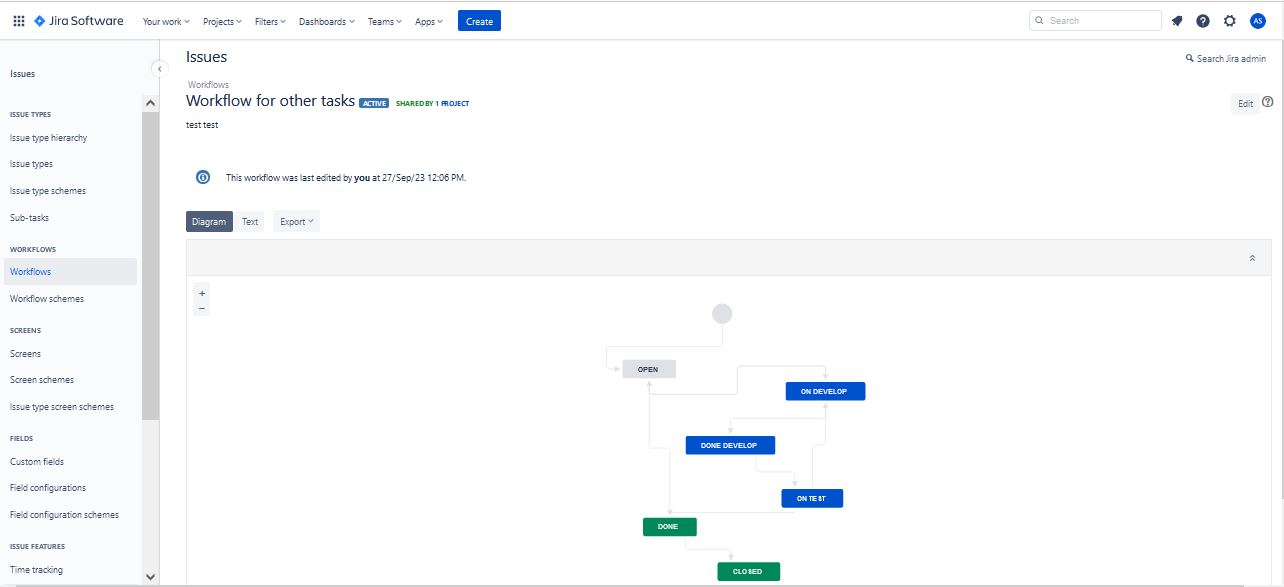 Jira Software
Your work Projects Filters Dashboards Teams Apps Create Search AS
Issues
ISSUE TYPES
Issue type hierarchy
Issue types
Issue type schemes
Sub-tasks
WORKFLOWS
Workflows
Workflow schemes
SCREENS
Screens
Screen schemes
Issue type screen schemes
FIELDS
Custom fields
Field configurations
Field configuration schemes
ISSUE FEATURES
Time tracking
Issues
Search Jira admin
Workflows
Workflow for other tasks ACTIVE SHARED BY 1 PROJECT
Edit
test test
This workflow was last edited by you at 27/Sep/23 12:06 PM.
Diagram Text Export
+
−
OPEN
ON DEVELOP
DONE DEVELOP
ON TEST
DONE
CLOSED